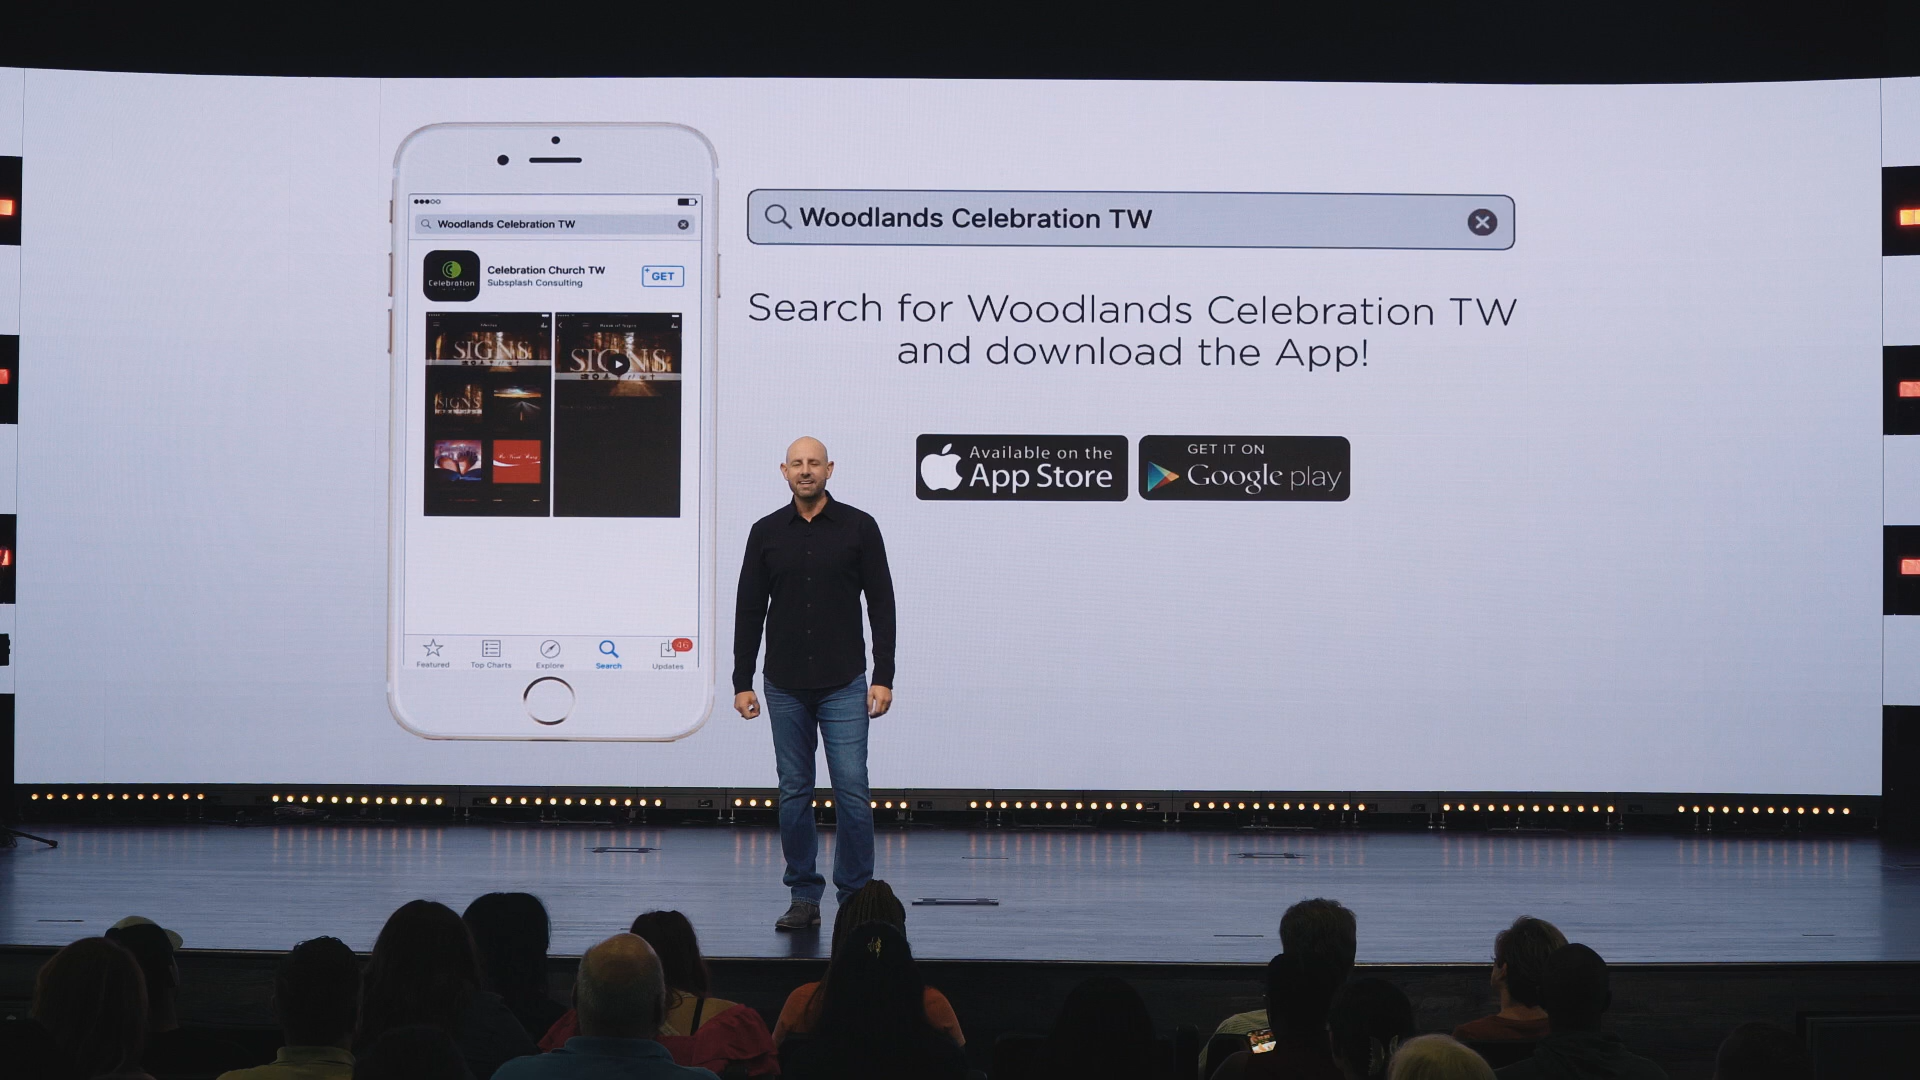 Woodlands Celebration TW
Celebration Church TW
Subsplash Consulting
GET
Celebration
SIGNS
SIGNS
SIGNS
Featured
Top Charts
Explore
Search
Updates
46
Woodlands Celebration TW
Search for Woodlands Celebration TW
and download the App!
Available on the
App Store
GET IT ON
Google play